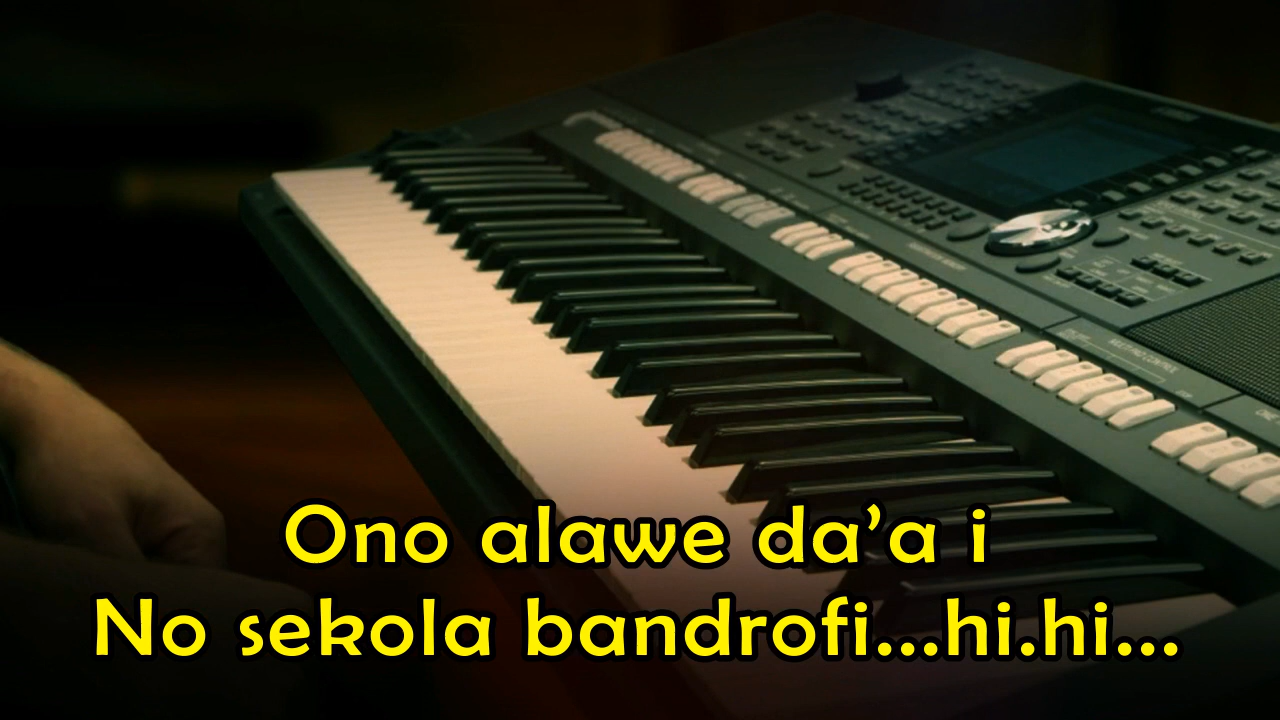 Ono alawe da’a i
No sekola bandrofi...hi.hi...